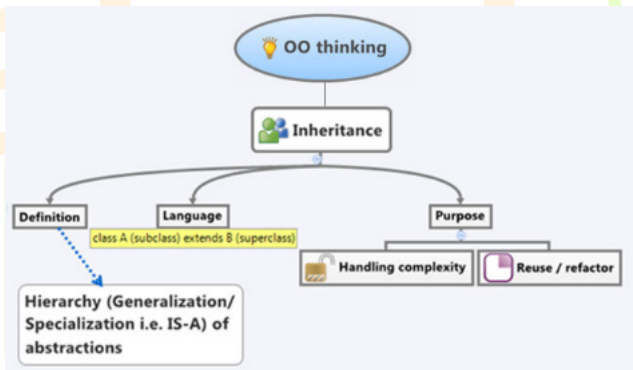 OO thinking
Inheritance
Definition
Language
Purpose
class A (subclass) extends B (superclass)
Handling complexity
Reuse / refactor
Hierarchy (Generalization/
Specialization i.e. IS-A) of
abstractions